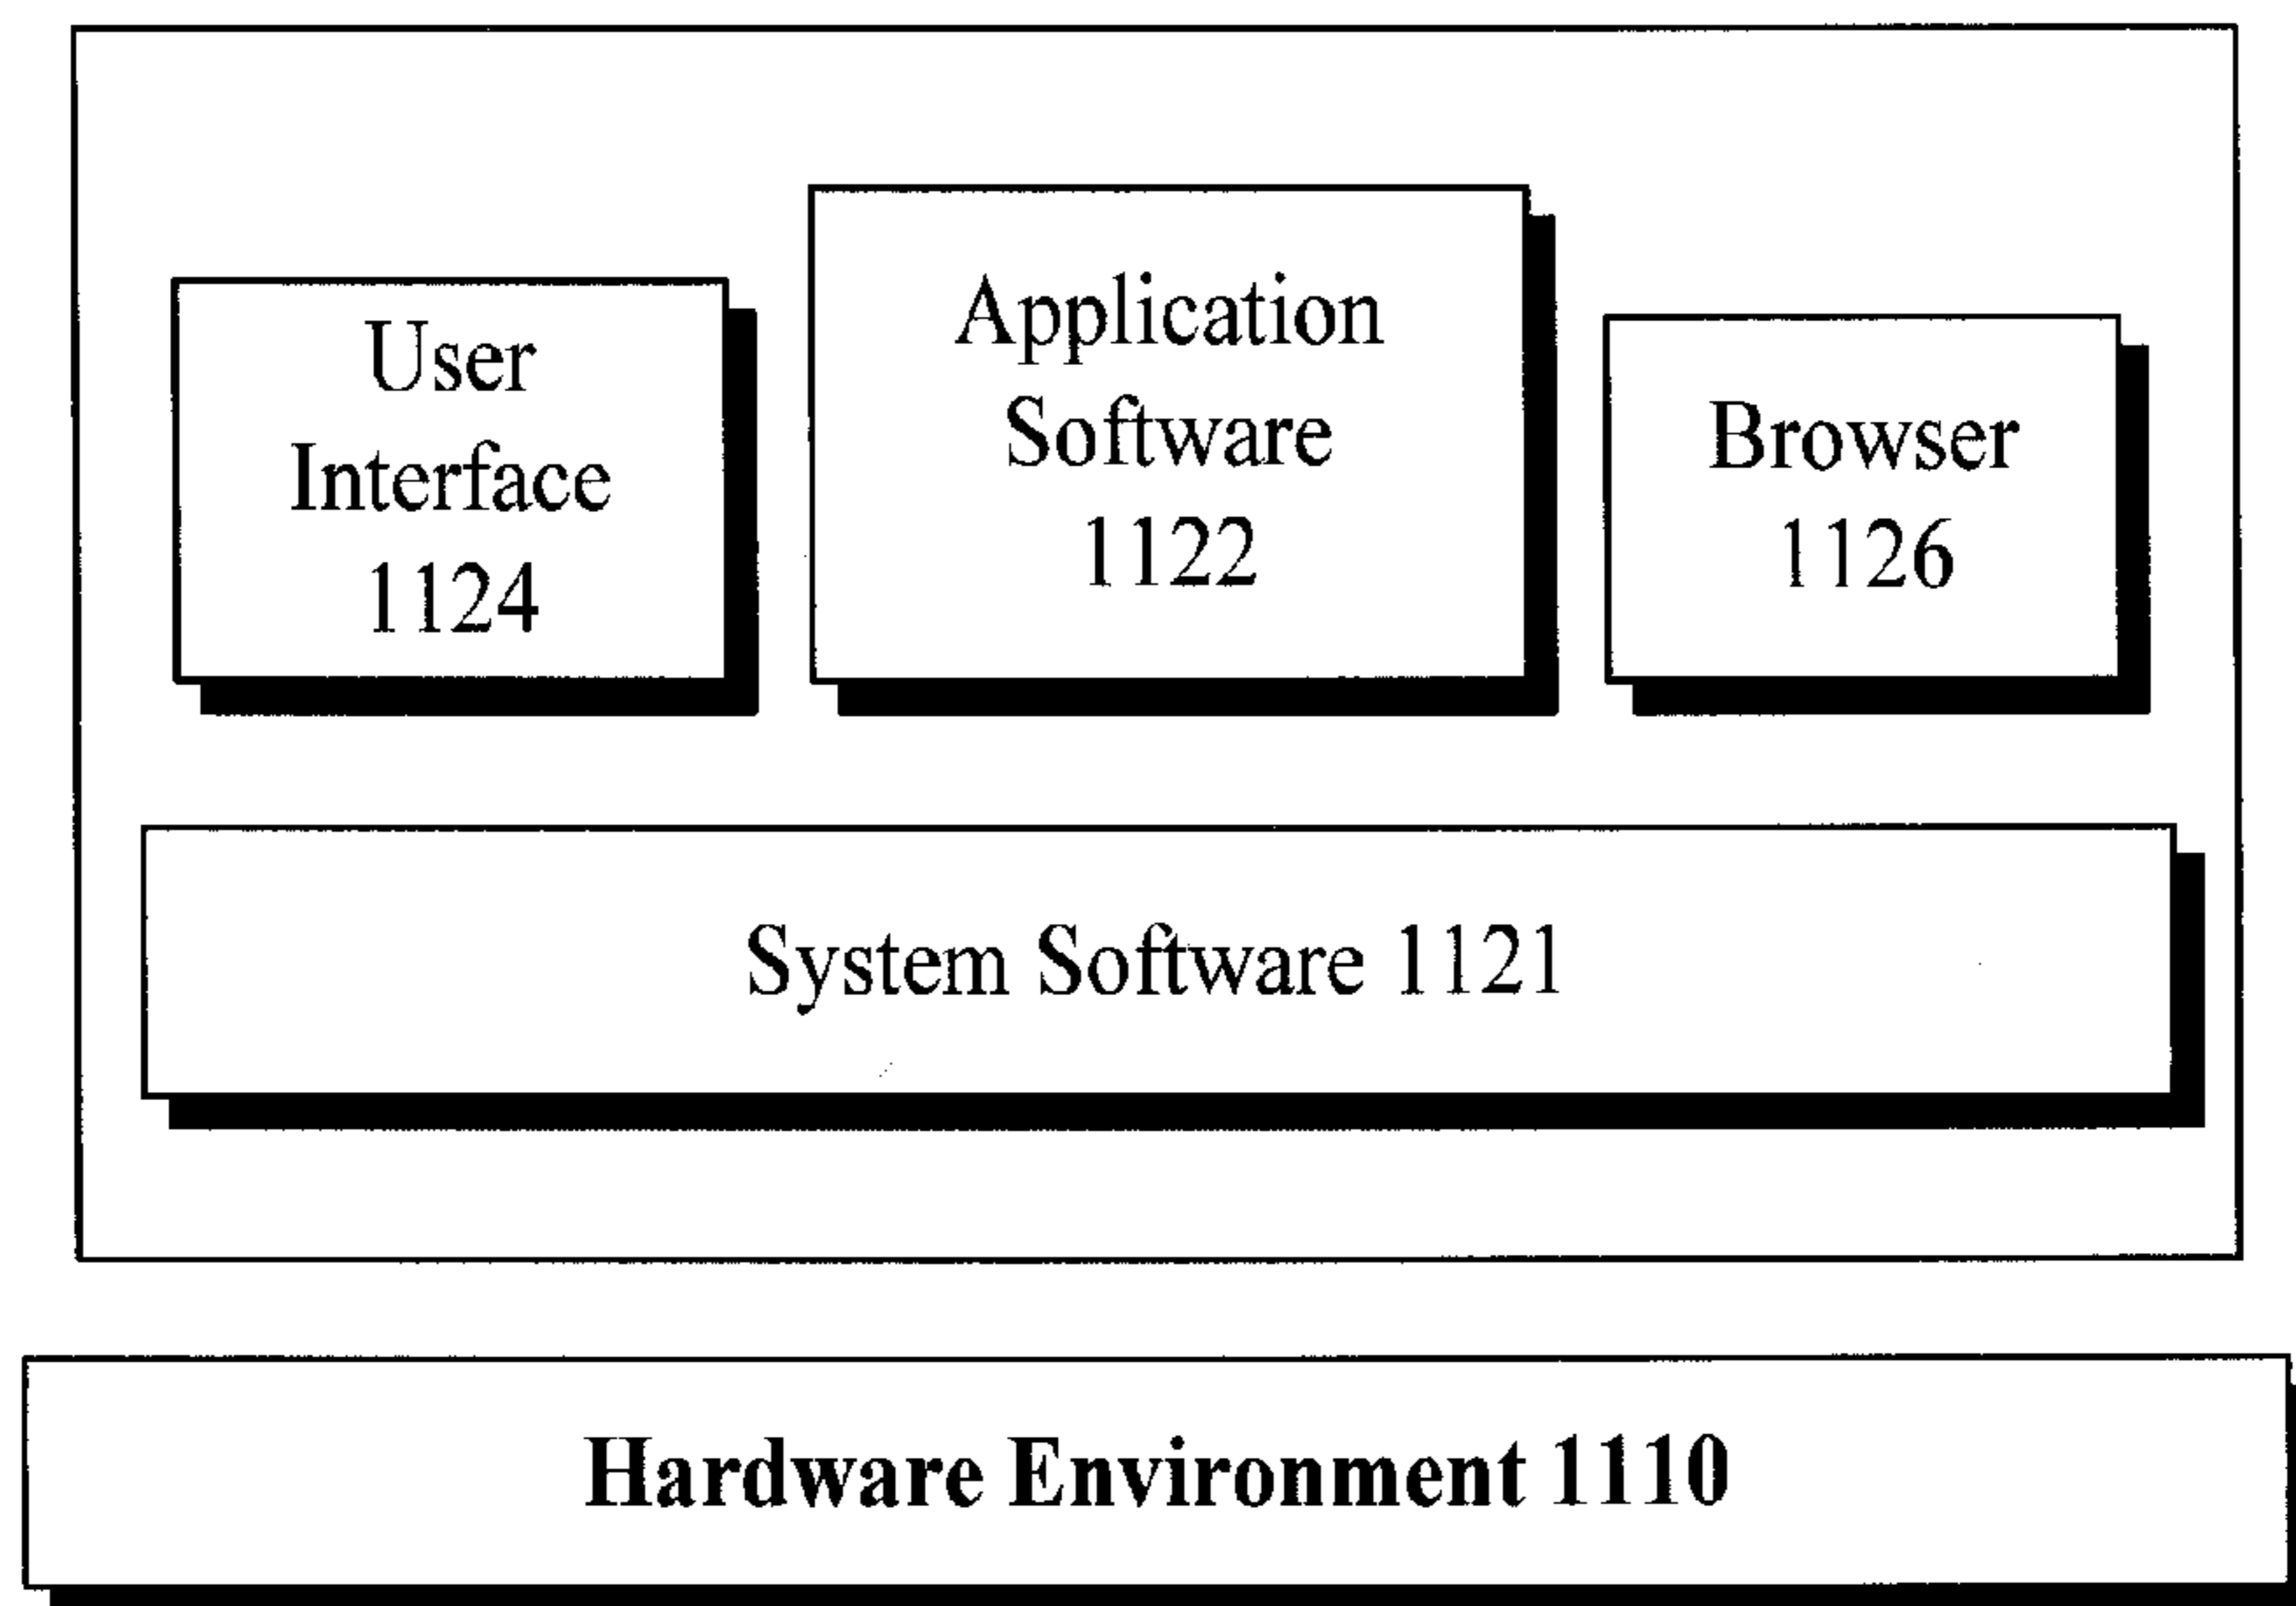 User
Interface
1124
Application
Software
1122
Browser
1126
System Software 1121
Hardware Environment 1110